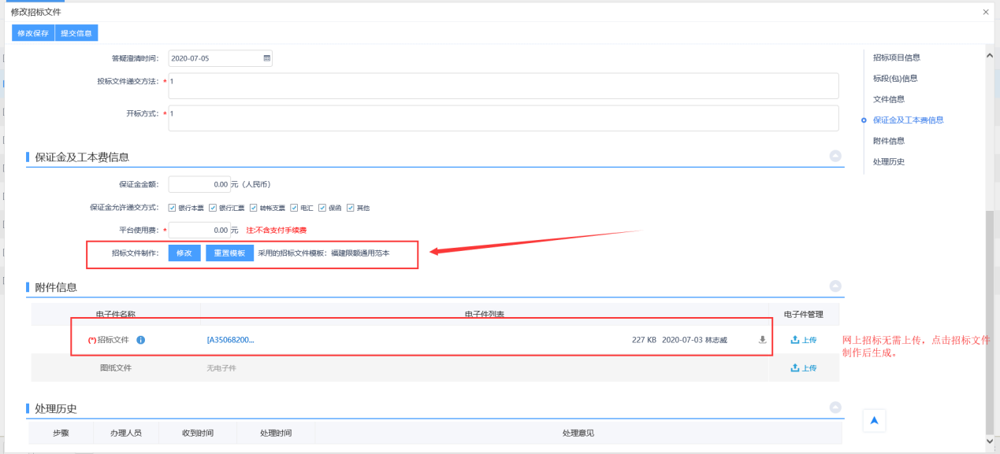 修改招标文件
修改保存 提交信息
答疑澄清时间： 2020-07-05
投标文件递交方法：* 1
开标方式：* 1
保证金及工本费信息
保证金金额： 0.00 元（人民币）
保证金允许递交方式： 银行本票 银行汇票 转帐支票 电汇 保函 其他
平台使用费：* 0.00 元 注:不含支付手续费
招标文件制作： 修改 重置模板 采用的招标文件模板：福建限额通用范本
附件信息
电子件名称 电子件列表 电子件管理
(*)招标文件 [A35068200... 227 KB 2020-07-03 林志威 上传
图纸文件 无电子件 上传
网上招标无需上传，点击招标文件
制作后生成。
处理历史
步骤 办理人员 收到时间 处理时间 处理意见
招标项目信息
标段(包)信息
文件信息
保证金及工本费信息
附件信息
处理历史